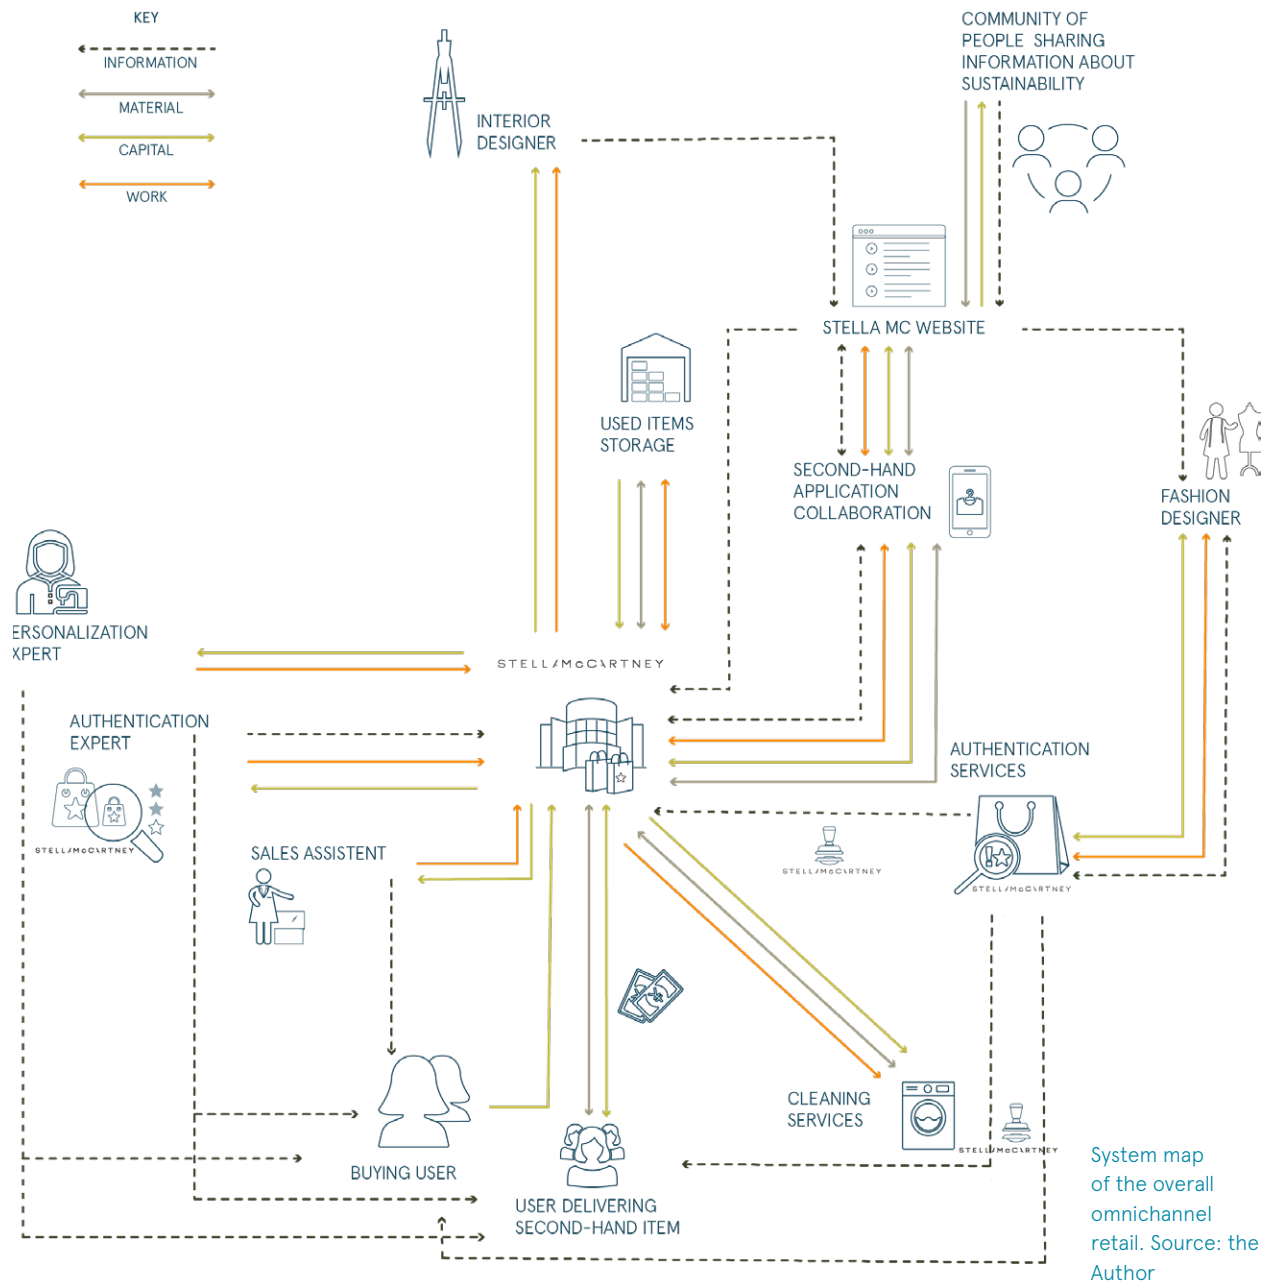 KEY
INFORMATION
MATERIAL
CAPITAL
WORK
INTERIOR
DESIGNER
COMMUNITY OF
PEOPLE SHARING
INFORMATION ABOUT
SUSTAINABILITY
STELLA MC WEBSITE
USED ITEMS
STORAGE
SECOND-HAND
APPLICATION
COLLABORATION
FASHION
DESIGNER
ERSONALIZATION
XPERT
STELLA McCARTNEY
AUTHENTICATION
EXPERT
STELLA McCARTNEY
AUTHENTICATION
SERVICES
STELLA McCARTNEY
STELLA McCARTNEY
SALES ASSISTENT
CLEANING
SERVICES
STELLA McCARTNEY
BUYING USER
USER DELIVERING
SECOND-HAND ITEM
System map
of the overall
omnichannel
retail. Source: the
Author